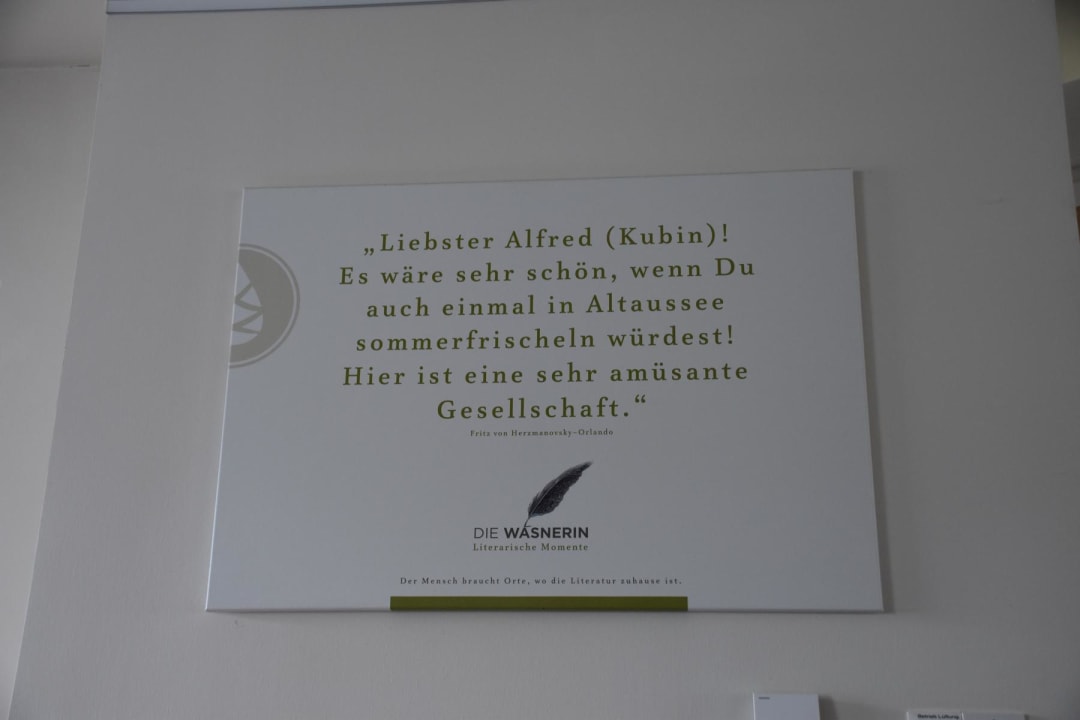 „Liebster Alfred (Kubin)!
Es wäre sehr schön, wenn Du
auch einmal in Altaussee
sommerfrischeln würdest!
Hier ist eine sehr amüsante
Gesellschaft.“
Fritz von Herzmanovsky-Orlando
DIE WASNERIN
Literarische Momente
Der Mensch braucht Orte, wo die Literatur zuhause ist.